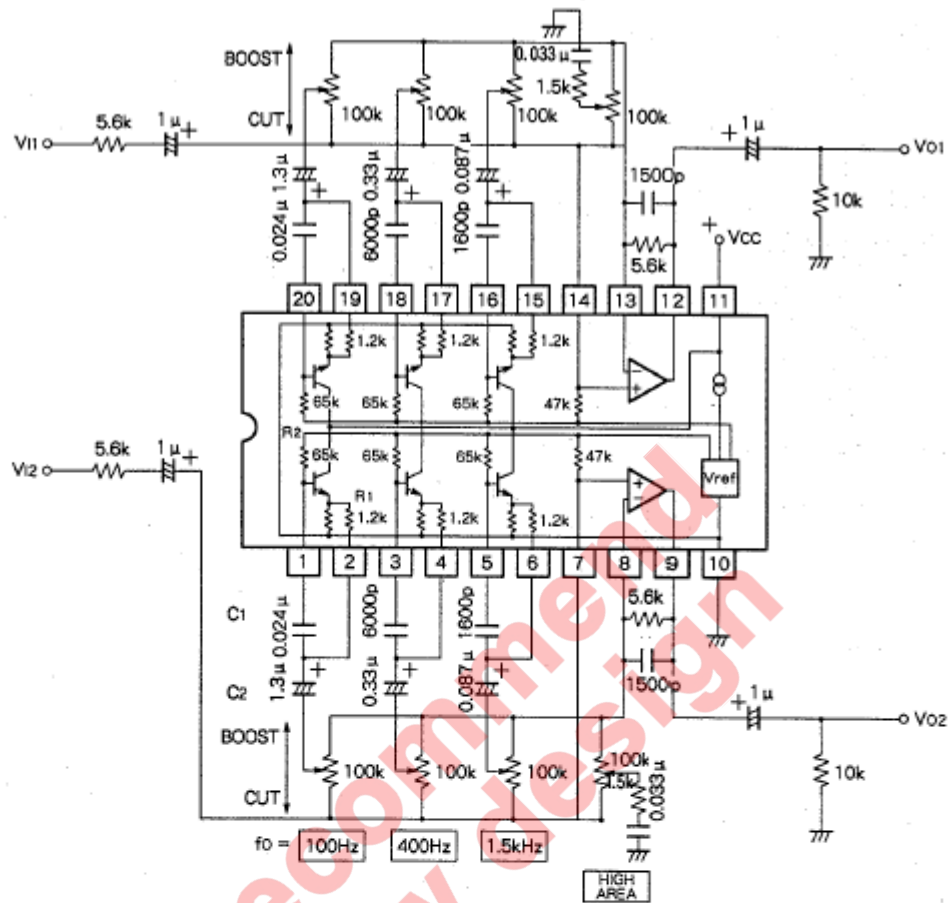 BOOST
CUT
0.033μ
1.5k
100k
100k
100k
100k
5.6k
1μ
+
VI1
1.3μ
+
0.024μ
0.33μ
+
6000p
0.087μ
+
1600p
1500p
5.6k
+
1μ
VO1
10k
+
VCC
20
19
18
17
16
15
14
13
12
11
1.2k
1.2k
1.2k
65k
65k
65k
47k
−
+
R2
65k
65k
65k
47k
Vref
+
−
R1
1.2k
1.2k
1.2k
5.6k
1μ
+
VI2
1
2
3
4
5
6
7
8
9
10
C1
0.024μ
6000p
1600p
C2
1.3μ
+
0.33μ
+
0.087μ
+
5.6k
1500p
+
1μ
VO2
10k
BOOST
CUT
100k
100k
100k
100k
1.5k
0.033μ
fO =
100Hz
400Hz
1.5kHz
HIGH
AREA
ecommend
w design